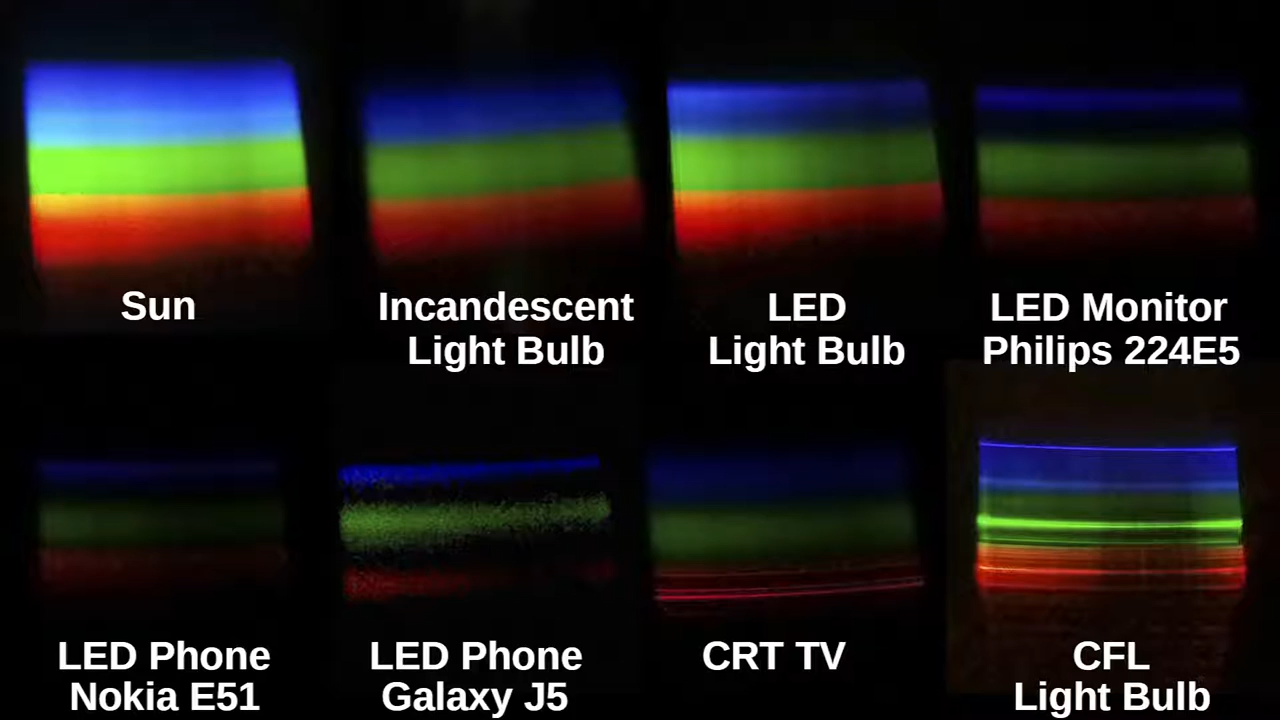 Sun
Incandescent
Light Bulb
LED
Light Bulb
LED Monitor
Philips 224E5
LED Phone
Nokia E51
LED Phone
Galaxy J5
CRT TV
CFL
Light Bulb